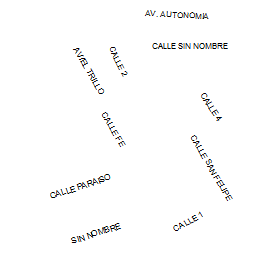 AV. AUTONOMIA
CALLE SIN NOMBRE
AV/EL TRILLO
CALLE 2
CALLE 4
CALLE FE
CALLE SAN FELIPE
CALLE PARAISO
CALLE 1
SIN NOMBRE